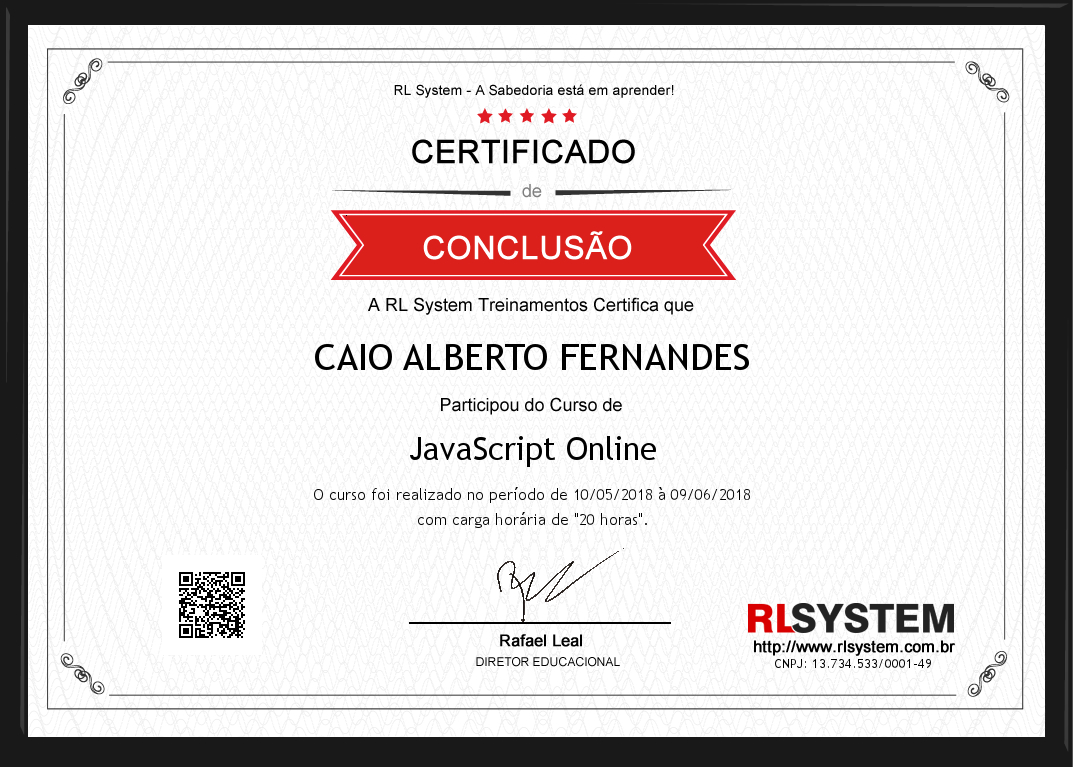 RL System - A Sabedoria está em aprender!
CERTIFICADO
de
CONCLUSÃO
A RL System Treinamentos Certifica que
CAIO ALBERTO FERNANDES
Participou do Curso de
JavaScript Online
O curso foi realizado no período de 10/05/2018 à 09/06/2018
com carga horária de "20 horas".
Rafael Leal
DIRETOR EDUCACIONAL
RLSYSTEM
http://www.rlsystem.com.br
CNPJ: 13.734.533/0001-49